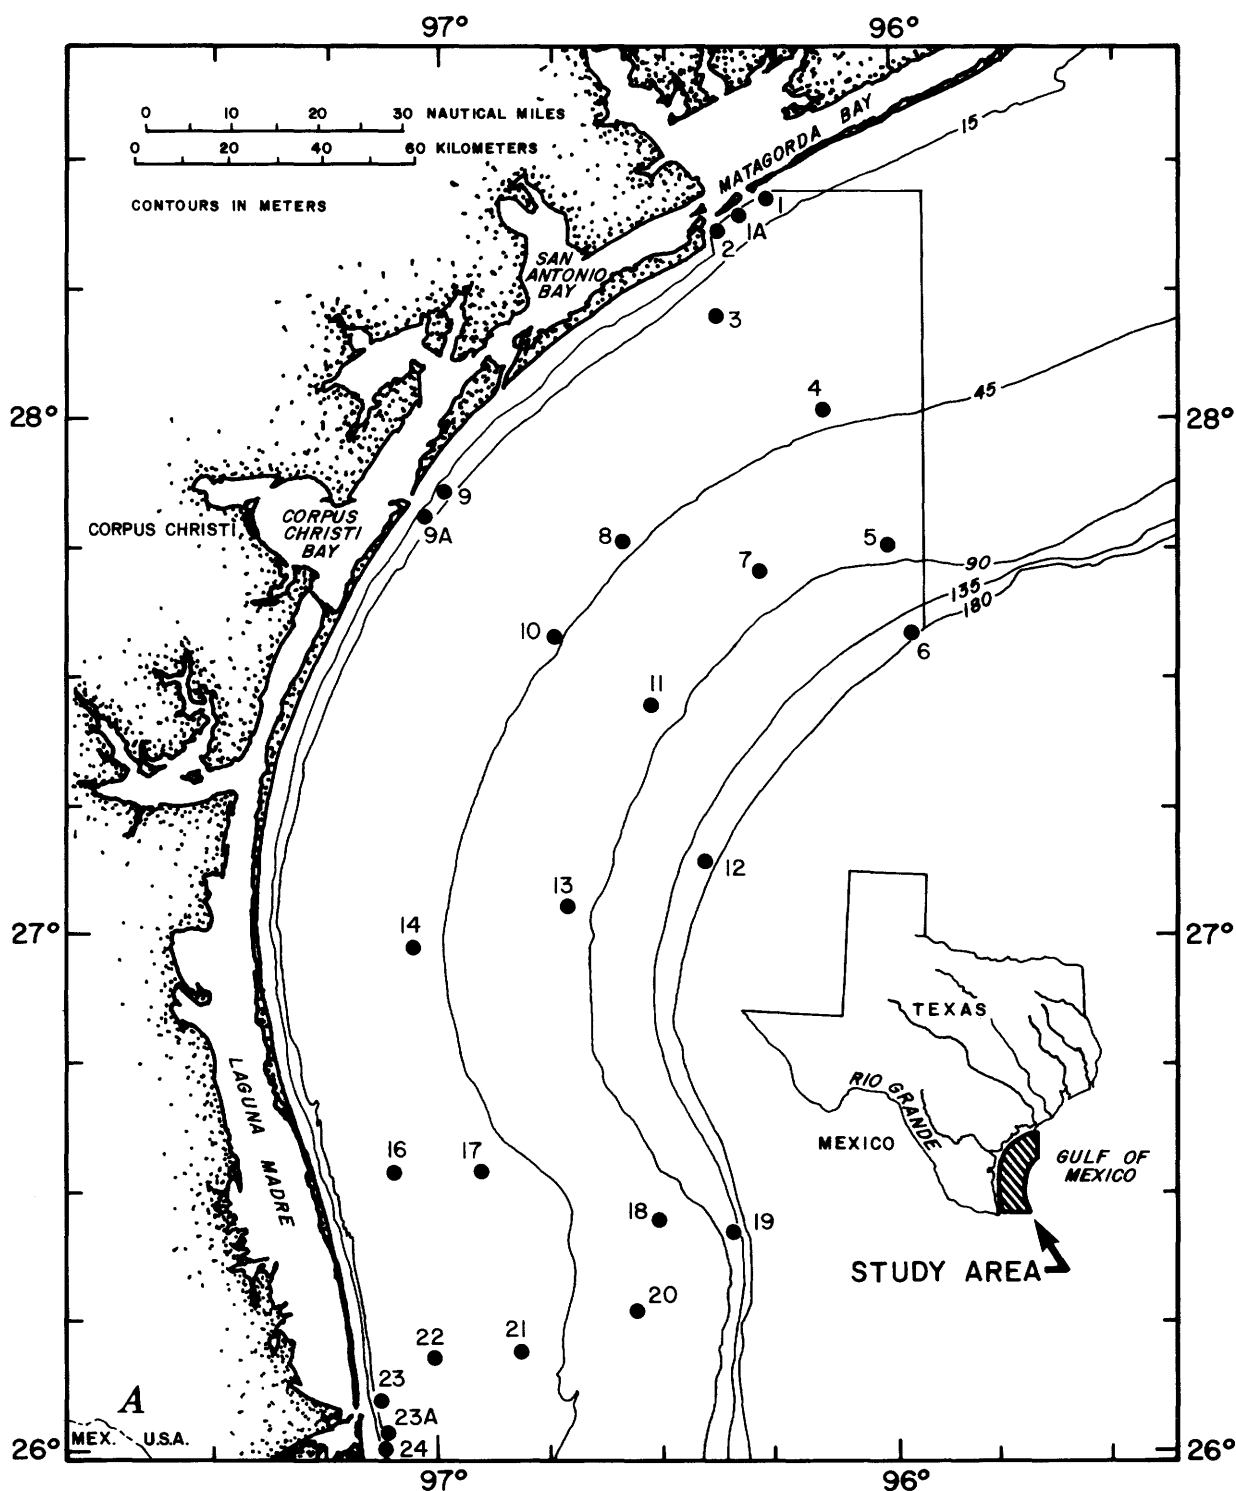 97° 96°
0 10 20 30 NAUTICAL MILES
0 20 40 60 KILOMETERS
CONTOURS IN METERS
MATAGORDA BAY
15
1
1A
2
SAN
ANTONIO
BAY
3
4
45
28° 28°
9
CORPUS CHRISTI
CORPUS
CHRISTI
BAY
9A
8
7
5
90
135
180
10
6
11
12
13
14
27° 27°
TEXAS
LAGUNA MADRE
RIO GRANDE
MEXICO
GULF OF
MEXICO
16
17
18
19
STUDY AREA
20
21
22
23
A
23A
MEX. U.S.A.
24
26° 26°
97° 96°